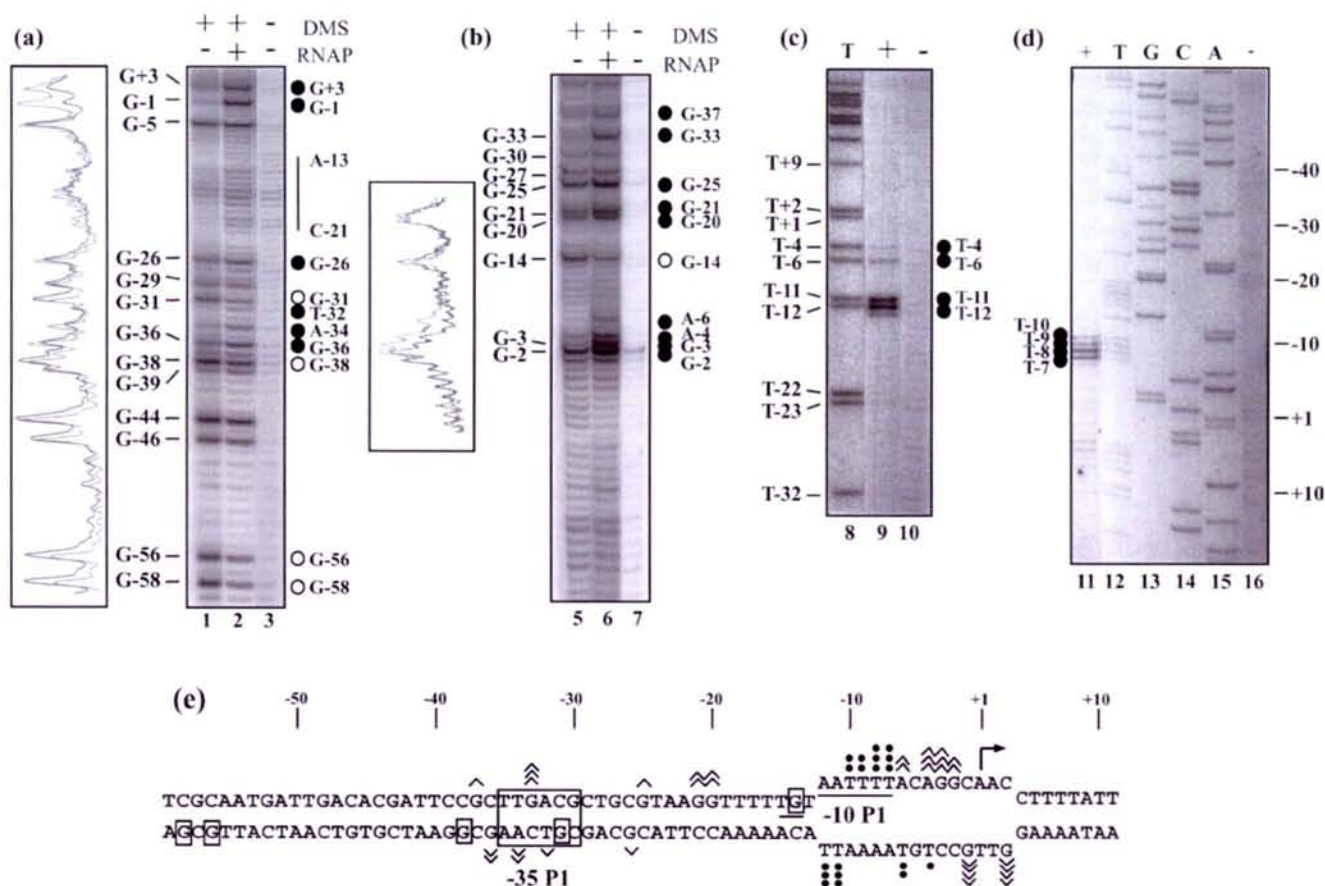 (a)
+ + - DMS
- + RNAP
G+3
G-1
G-5
G-26
G-29
G-31
G-36
G-38
G-39
G-44
G-46
G-56
G-58
G+3
G-1
A-13
C-21
G-26
G-31
T-32
A-34
G-36
G-38
G-56
G-58
1 2 3
(b)
+ + - DMS
- + RNAP
G-33
G-30
G-27
G-25
G-21
G-20
G-14
G-3
G-2
G-37
G-33
G-25
G-21
G-20
G-14
A-6
A-4
G-3
G-2
5 6 7
(c)
T + -
T+9
T+2
T+1
T-4
T-6
T-11
T-12
T-22
T-23
T-32
T-4
T-6
T-11
T-12
8 9 10
(d)
+ T G C A -
T-10
T-9
T-8
T-7
-40
-30
-20
-10
+1
+10
11 12 13 14 15 16
(e)
-50 -40 -30 -20 -10 +1 +10
TCGCAATGATTGACACGATTCCGCTTGACGCTGCGTAAGGTTTTTGT AATTTTACAGGCAAC CTTTTATT
-10 P1
AGCGTTACTAACTGTGCTAAGGCGAACTGCGACGCATTCCAAAAACA TTAAAATGTCCGTTG GAAAATAA
-35 P1